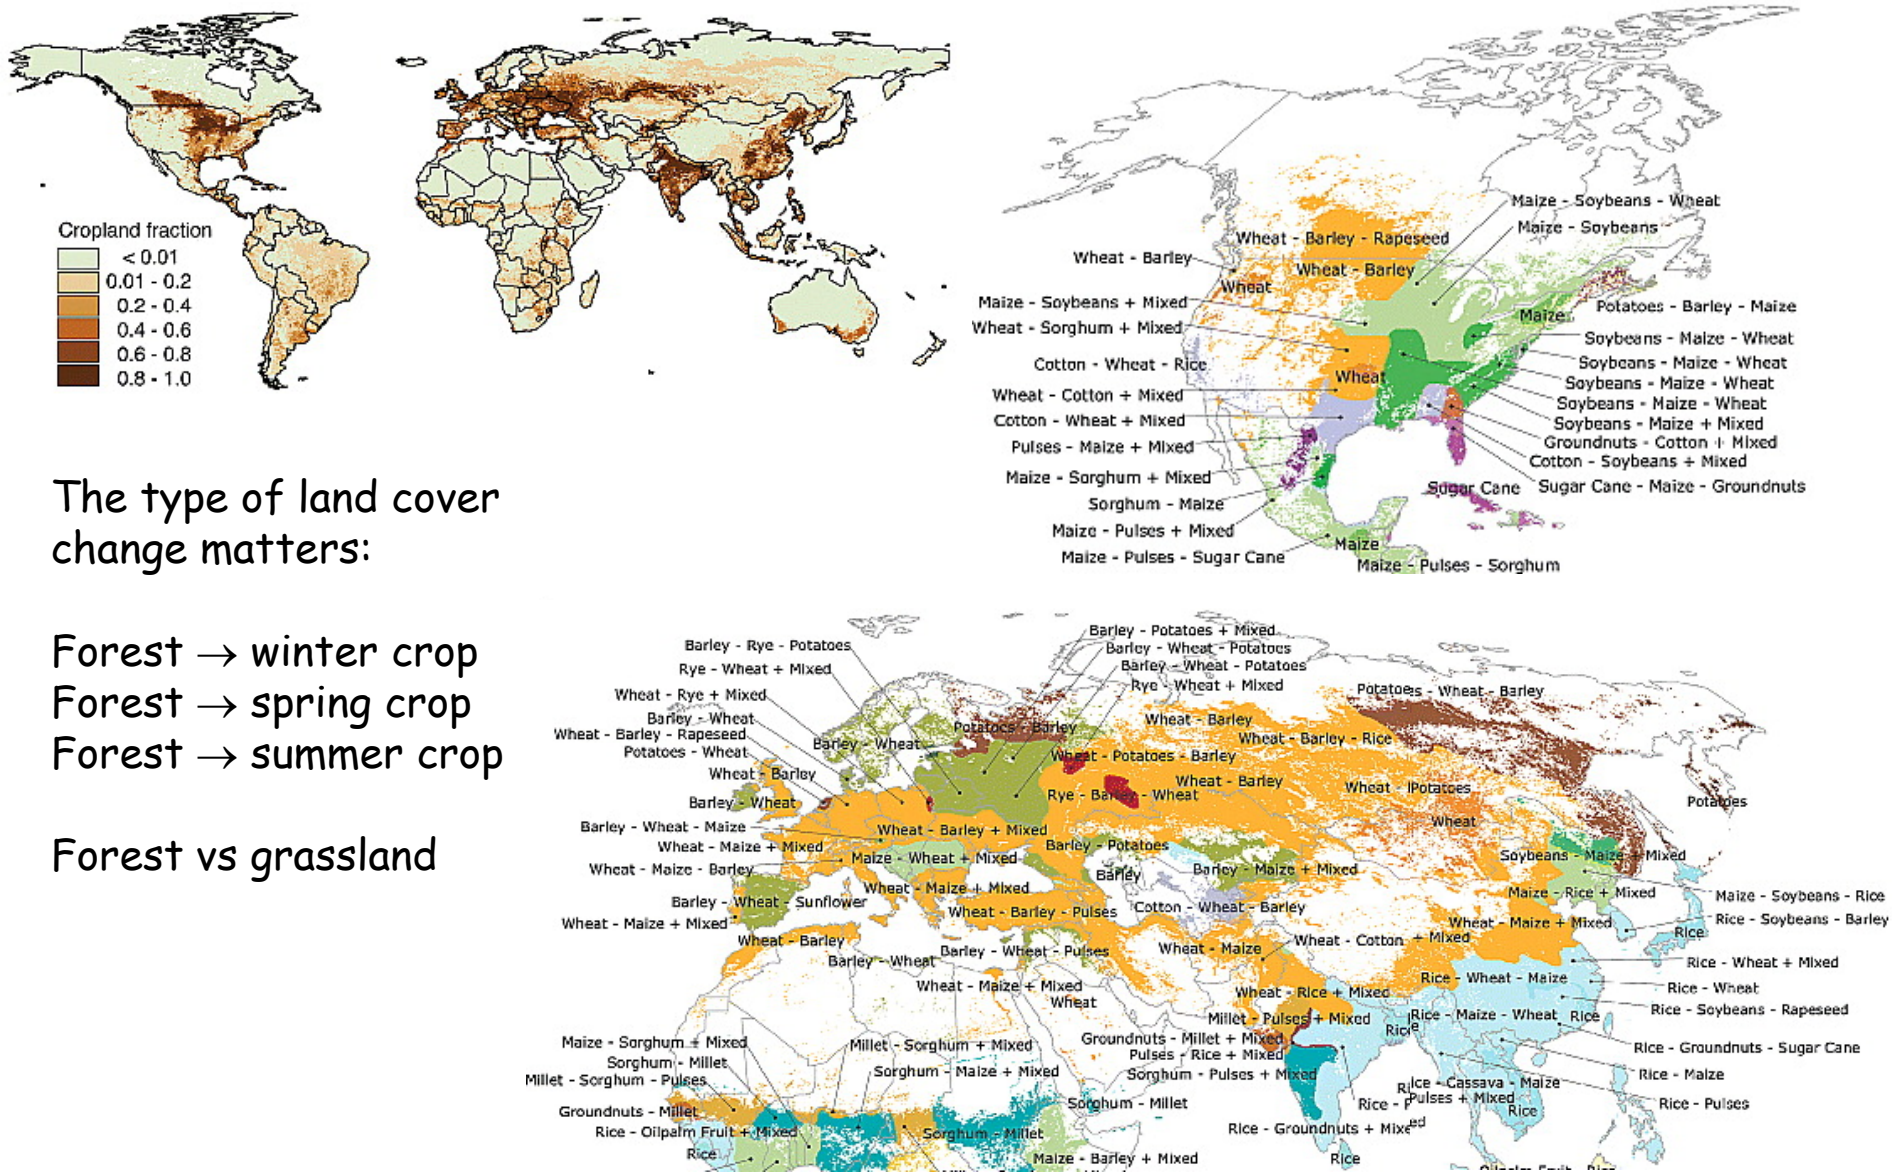 Cropland fraction
< 0.01
0.01 - 0.2
0.2 - 0.4
0.4 - 0.6
0.6 - 0.8
0.8 - 1.0
The type of land cover
change matters:
Forest → winter crop
Forest → spring crop
Forest → summer crop
Forest vs grassland
Maize - Soybeans - Wheat
Maize - Soybeans
Wheat - Barley - Rapeseed
Wheat - Barley
Wheat - Barley
Wheat
Maize - Soybeans + Mixed
Potatoes - Barley - Maize
Maize
Wheat - Sorghum + Mixed
Soybeans - Maize - Wheat
Cotton - Wheat - Rice
Soybeans - Maize - Wheat
Wheat
Soybeans - Maize - Wheat
Wheat - Cotton + Mixed
Soybeans - Maize - Wheat
Cotton - Wheat + Mixed
Soybeans - Maize + Mixed
Groundnuts - Cotton + Mixed
Pulses - Maize + Mixed
Cotton - Soybeans + Mixed
Maize - Sorghum + Mixed
Sugar Cane
Sugar Cane - Maize - Groundnuts
Sorghum - Maize
Maize - Pulses + Mixed
Maize
Maize - Pulses - Sugar Cane
Maize - Pulses - Sorghum
Barley - Potatoes + Mixed
Barley - Rye - Potatoes
Barley - Wheat - Potatoes
Rye - Wheat + Mixed
Barley - Wheat - Potatoes
Wheat - Rye + Mixed
Rye - Wheat + Mixed
Potatoes - Wheat - Barley
Barley - Wheat
Wheat - Barley
Wheat - Barley - Rapeseed
Potatoes - Barley
Wheat - Barley - Rice
Potatoes - Wheat
Barley - Wheat
Wheat - Potatoes - Barley
Wheat - Barley
Wheat - Barley
Wheat - Potatoes
Barley - Wheat
Rye - Barley - Wheat
Potatoes
Barley - Wheat - Maize
Wheat - Barley + Mixed
Wheat
Wheat - Maize + Mixed
Maize - Wheat + Mixed
Barley - Potatoes
Soybeans - Maize + Mixed
Wheat - Maize - Barley
Barley
Barley - Maize + Mixed
Wheat - Maize + Mixed
Maize - Rice + Mixed
Maize - Soybeans - Rice
Barley - Wheat - Sunflower
Wheat - Barley - Pulses
Cotton - Wheat - Barley
Wheat - Maize + Mixed
Wheat - Maize + Mixed
Rice - Soybeans - Barley
Rice
Wheat - Barley
Barley - Wheat - Pulses
Wheat - Maize
Wheat - Cotton + Mixed
Barley - Wheat
Rice - Wheat + Mixed
Wheat - Maize + Mixed
Wheat - Rice + Mixed
Rice - Wheat - Maize
Rice - Wheat
Wheat
Rice - Soybeans - Rapeseed
Millet - Pulses + Mixed
Rice - Maize - Wheat
Rice
Rice
Maize - Sorghum + Mixed
Millet - Sorghum + Mixed
Groundnuts - Millet + Mixed
Rice - Groundnuts - Sugar Cane
Sorghum - Millet
Pulses - Rice + Mixed
Sorghum - Maize + Mixed
Sorghum - Pulses + Mixed
Rice - Maize
Millet - Sorghum - Pulses
Rice - Cassava - Maize
Pulses + Mixed
Groundnuts - Millet
Sorghum - Millet
Rice
Rice - Pulses
Rice - Oilpalm Fruit + Mixed
Sorghum - Millet
Rice - Groundnuts + Mixed
Rice
Maize - Barley + Mixed
Rice